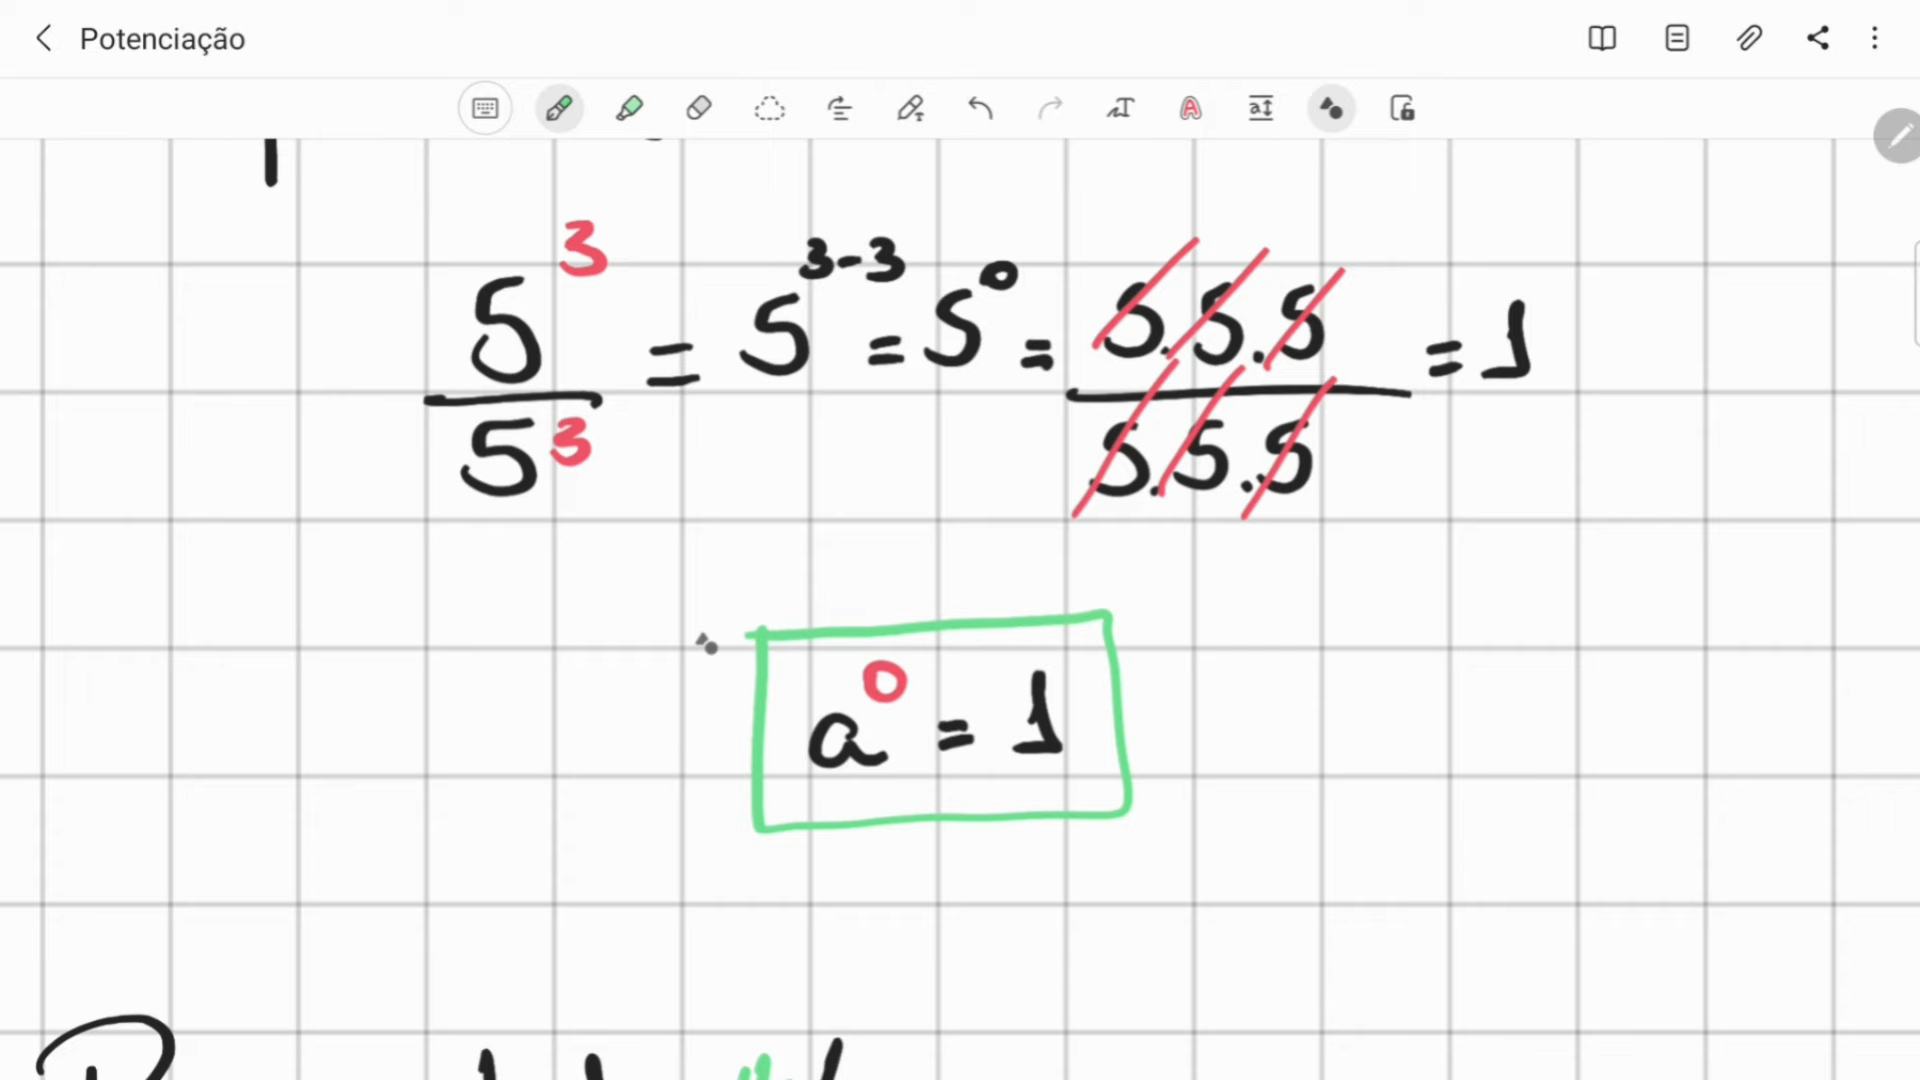 Potenciação
5³/5³ = 5³⁻³ = 5⁰ = 5.5.5/5.5.5 = 1
a⁰ = 1